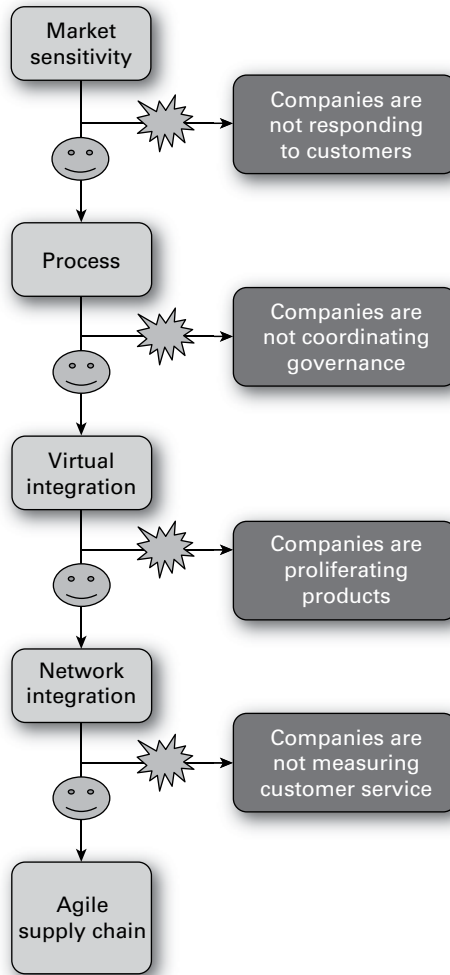 Market
sensitivity
Companies are
not responding
to customers
Process
Companies are
not coordinating
governance
Virtual
integration
Companies are
proliferating
products
Network
integration
Companies are
not measuring
customer service
Agile
supply chain